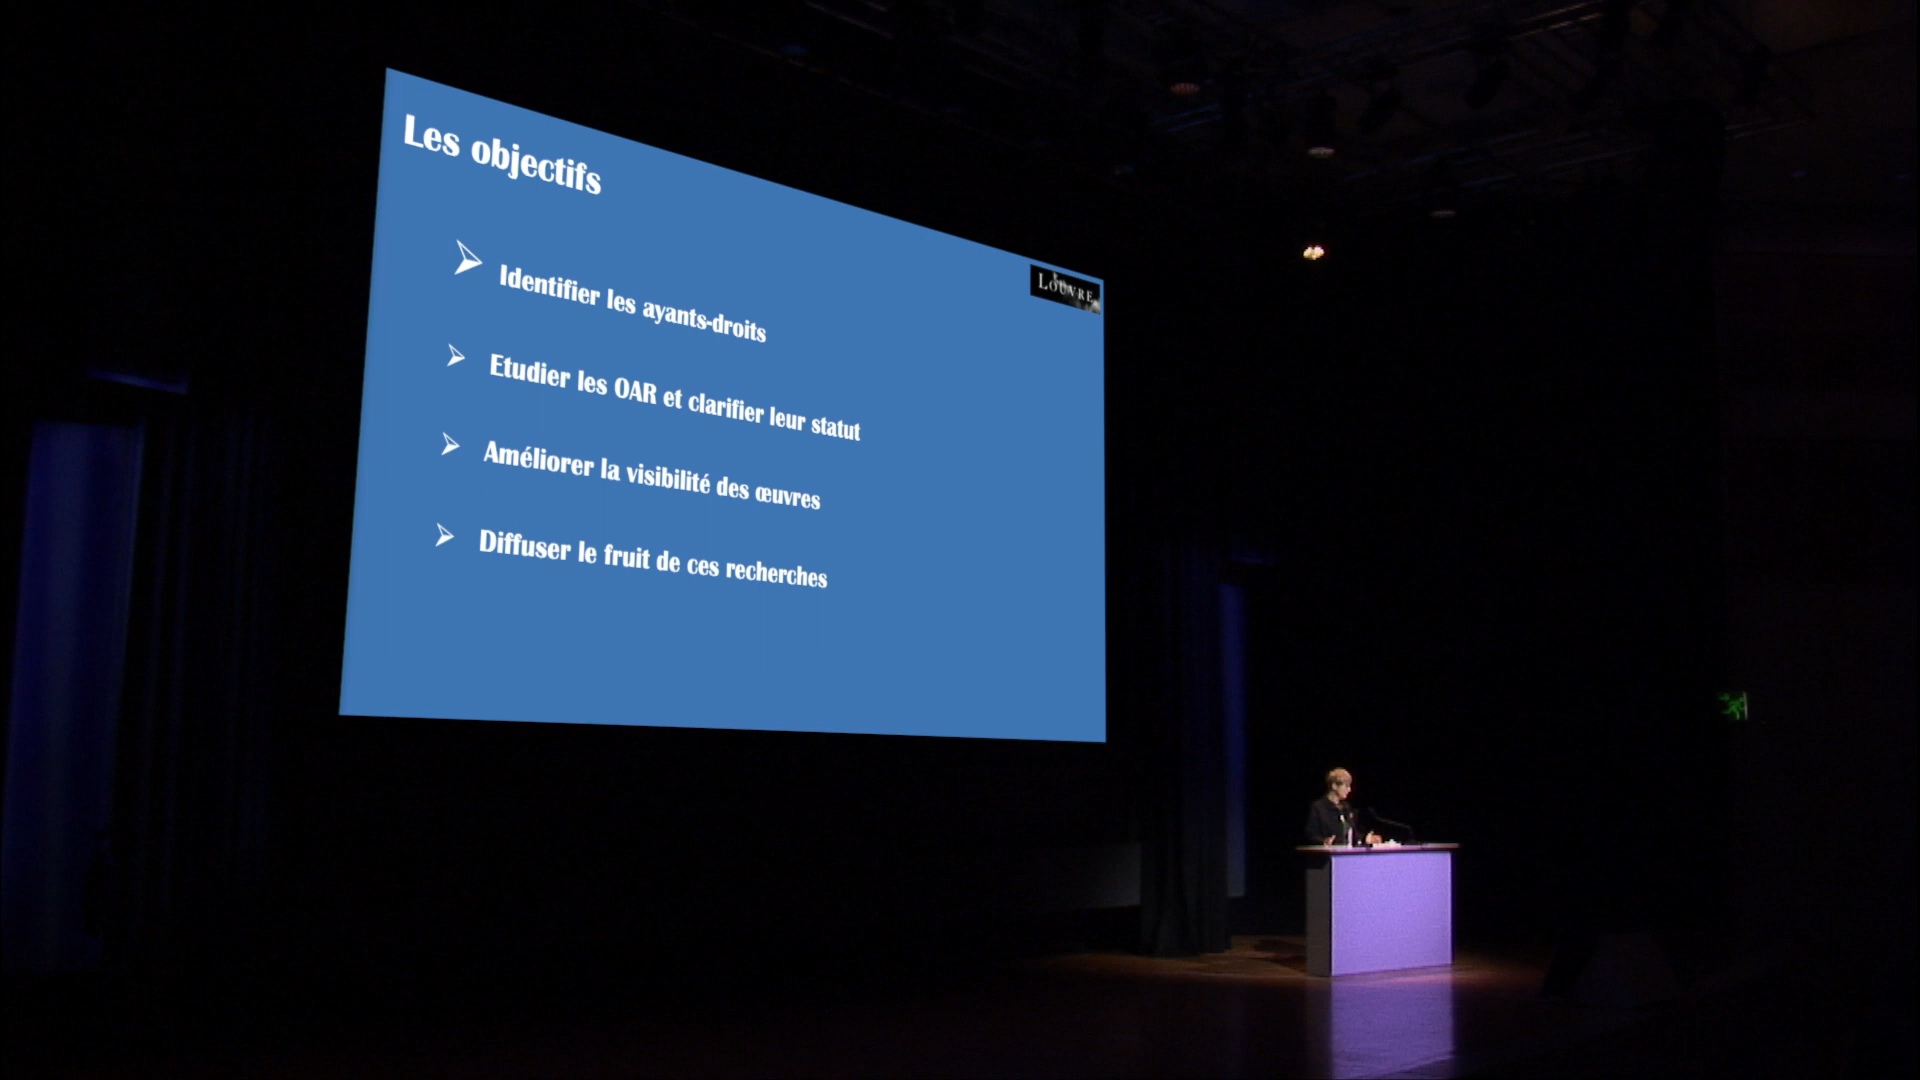 Les objectifs
LOUVRE
Identifier les ayants-droits
Etudier les OAR et clarifier leur statut
Améliorer la visibilité des œuvres
Diffuser le fruit de ces recherches